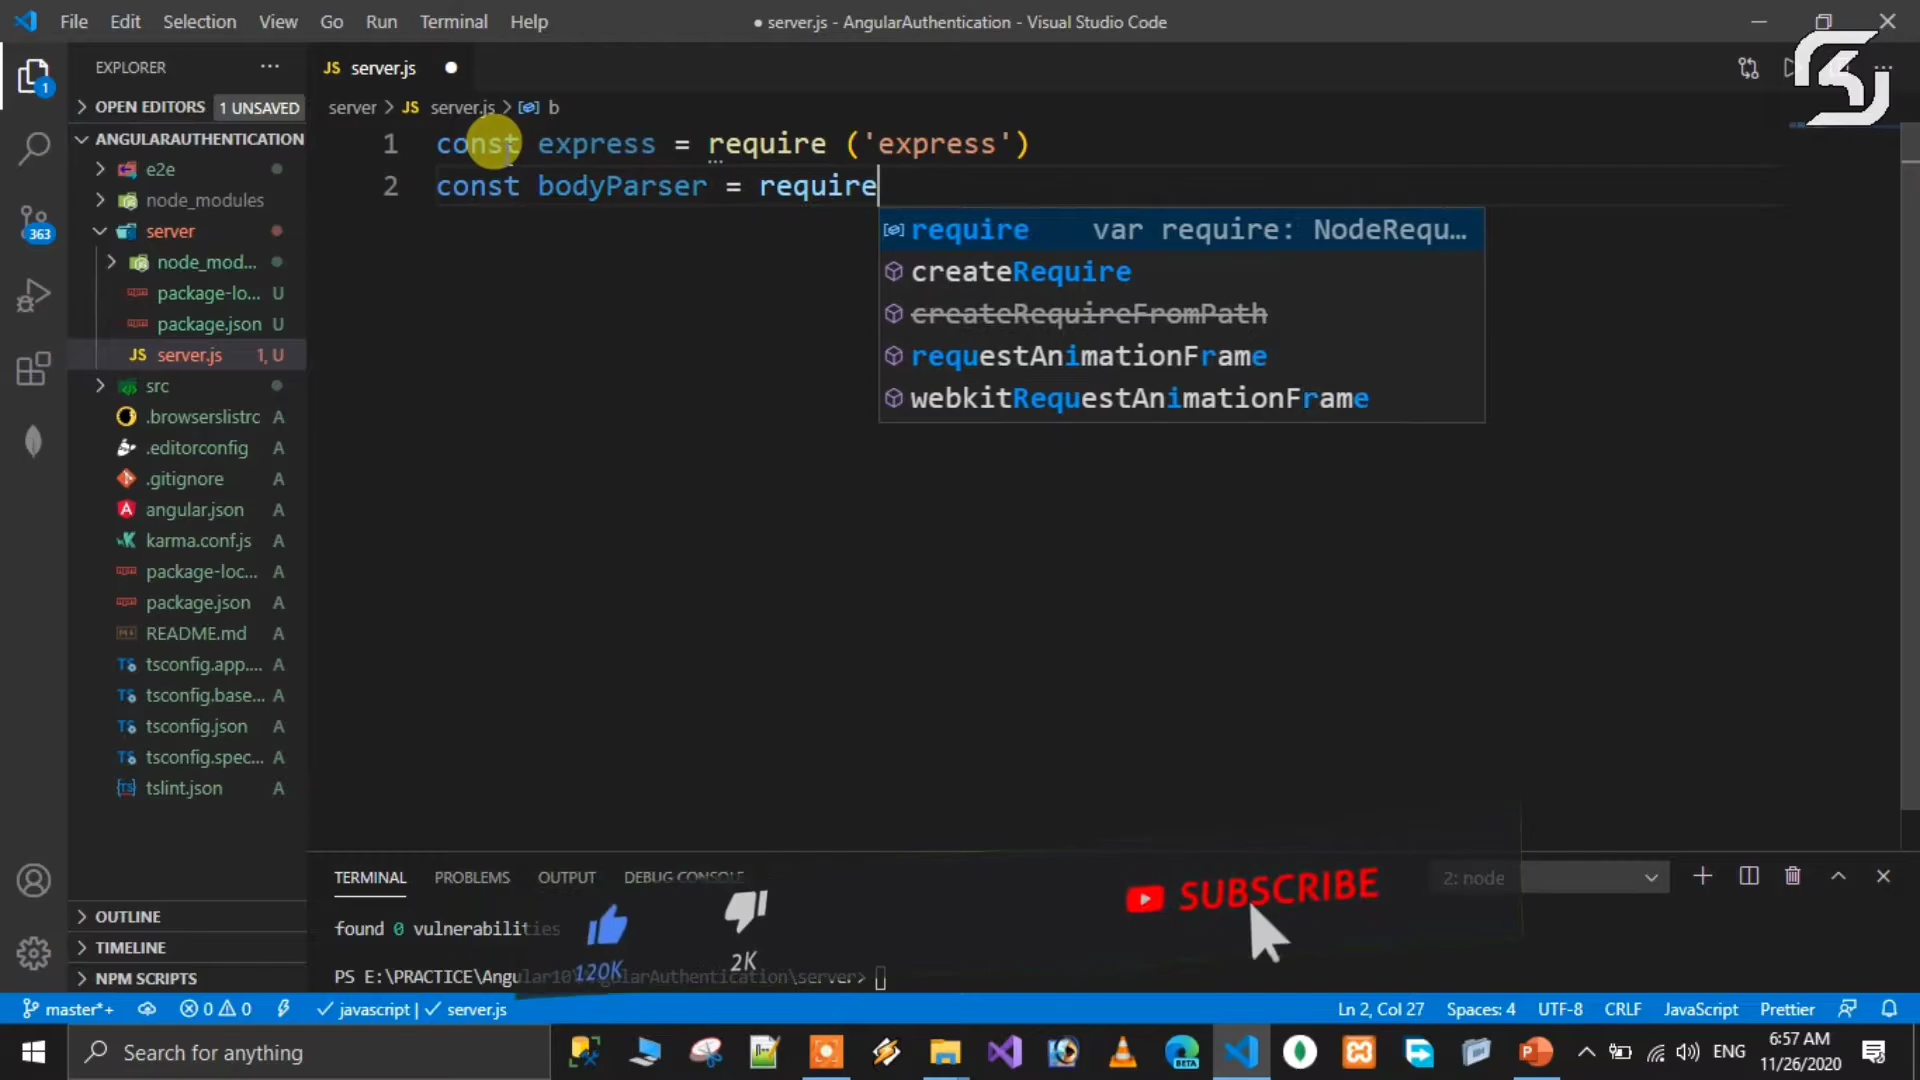 File Edit Selection View Go Run Terminal Help
● server.js - AngularAuthentication - Visual Studio Code
EXPLORER
OPEN EDITORS 1 UNSAVED
ANGULARAUTHENTICATION
e2e
node_modules
server
node_mod...
package-lo... U
package.json U
server.js 1, U
src
.browserslistrc A
.editorconfig A
.gitignore A
angular.json A
karma.conf.js A
package-loc... A
package.json A
README.md A
tsconfig.app.... A
tsconfig.base... A
tsconfig.json A
tsconfig.spec... A
tslint.json A
OUTLINE
TIMELINE
NPM SCRIPTS
1
363
JS server.js
server > JS server.js > b
1 const express = require ('express')
2 const bodyParser = require
require var require: NodeRequ...
createRequire
createRequireFromPath
requestAnimationFrame
webkitRequestAnimationFrame
TERMINAL PROBLEMS OUTPUT DEBUG CONSOLE
2: node
found 0 vulnerabilities
PS E:\PRACTICE\Angular10\AngularAuthentication\server>
120K
2K
SUBSCRIBE
master*+ 0 0 javascript | server.js
Ln 2, Col 27 Spaces: 4 UTF-8 CRLF JavaScript Prettier
Search for anything
ENG
6:57 AM
11/26/2020